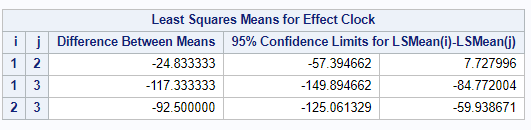 Least Squares Means for Effect Clock
i j Difference Between Means 95% Confidence Limits for LSMean(i)-LSMean(j)
1 2 -24.833333 -57.394662 7.727996
1 3 -117.333333 -149.894662 -84.772004
2 3 -92.500000 -125.061329 -59.938671